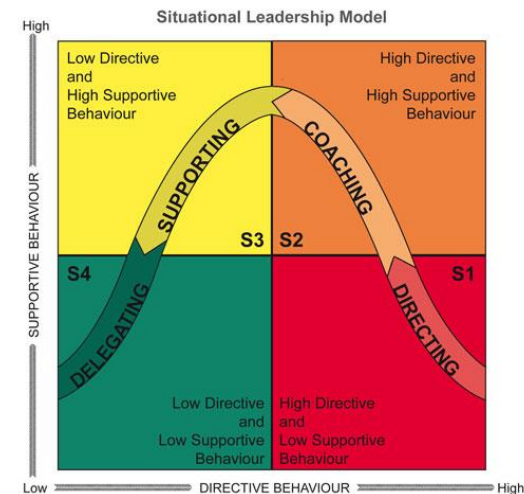 Situational Leadership Model
High
Low Directive
and
High Supportive
Behaviour
High Directive
and
High Supportive
Behaviour
SUPPORTING
COACHING
SUPPORTIVE BEHAVIOUR
S3
S2
S4
S1
DELEGATING
DIRECTING
Low Directive
and
Low Supportive
Behaviour
High Directive
and
Low Supportive
Behaviour
Low
DIRECTIVE BEHAVIOUR
High